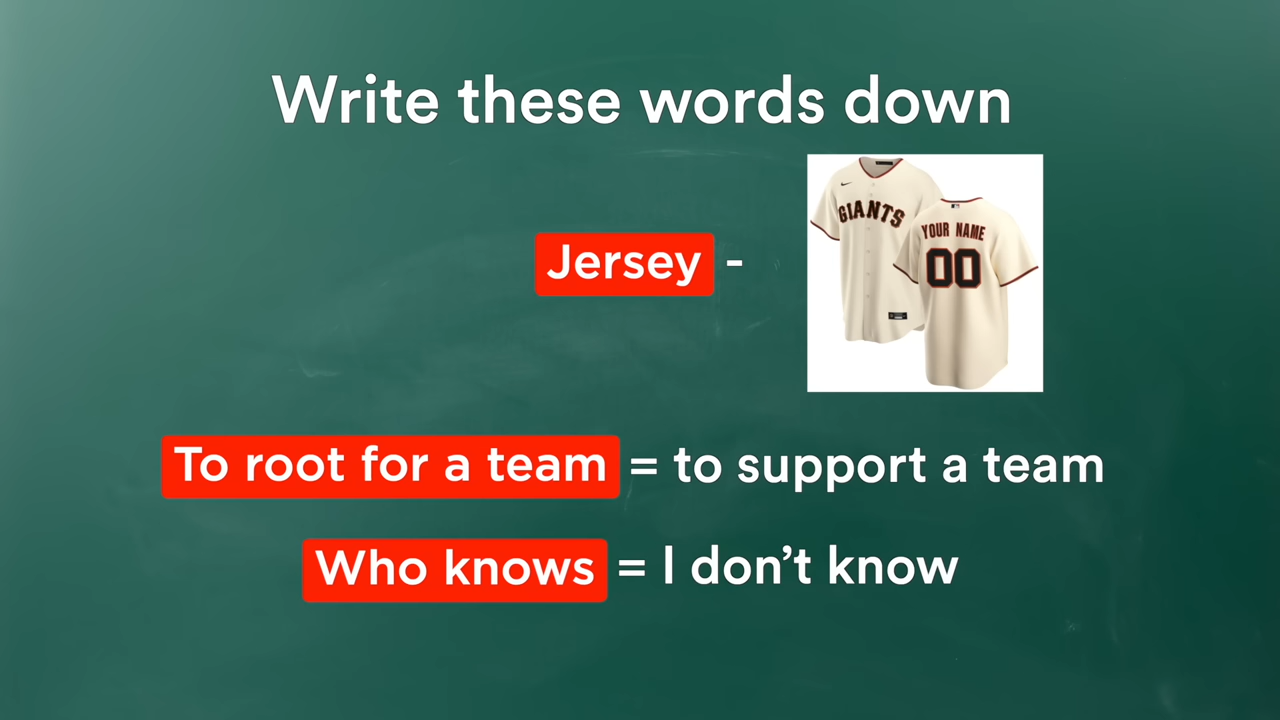 Write these words down
GIANTS
YOUR NAME
00
Jersey -
To root for a team = to support a team
Who knows = I don't know